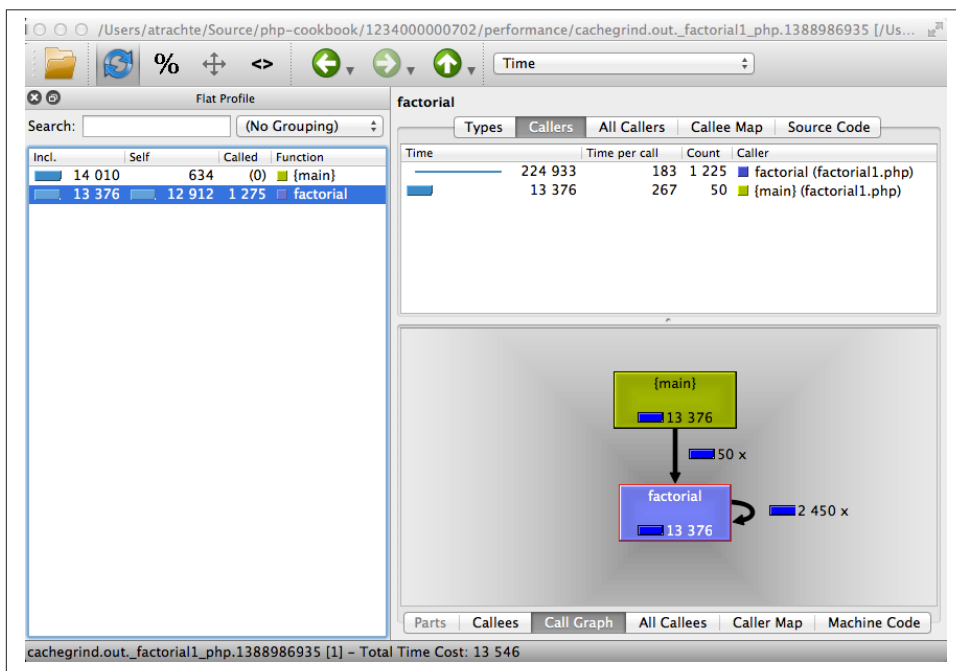 /Users/atrachte/Source/php-cookbook/1234000000702/performance/cachegrind.out._factorial1_php.1388986935 [/Us...
% <> Time
Flat Profile
Search: (No Grouping)
Incl. Self Called Function
14 010 634 (0) {main}
13 376 12 912 1 275 factorial
factorial
Types Callers All Callers Callee Map Source Code
Time Time per call Count Caller
224 933 183 1 225 factorial (factorial1.php)
13 376 267 50 {main} (factorial1.php)
{main}
13 376
50 x
factorial
2 450 x
13 376
Parts Callees Call Graph All Callees Caller Map Machine Code
cachegrind.out._factorial1_php.1388986935 [1] – Total Time Cost: 13 546